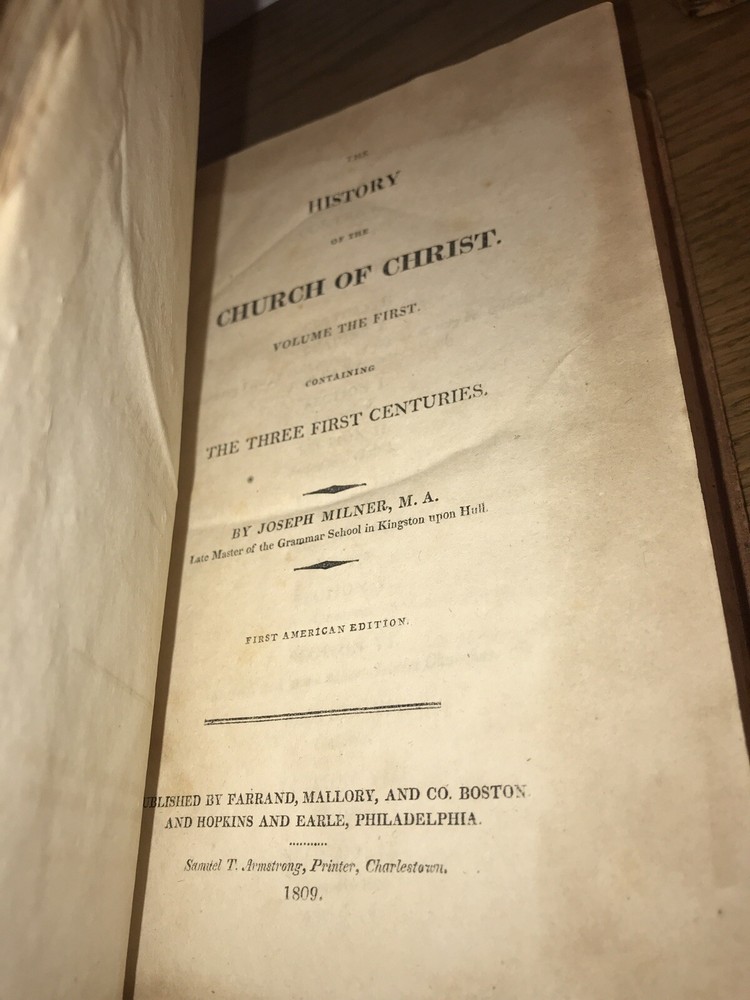 THE
HISTORY
OF THE
CHURCH OF CHRIST.
VOLUME THE FIRST.
CONTAINING
THE THREE FIRST CENTURIES.
BY JOSEPH MILNER, M. A.
Late Master of the Grammar School in Kingston upon Hull.
FIRST AMERICAN EDITION.
UBLISHED BY FARRAND, MALLORY, AND CO. BOSTON
AND HOPKINS AND EARLE, PHILADELPHIA.
Samuel T. Armstrong, Printer, Charlestown.
1809.